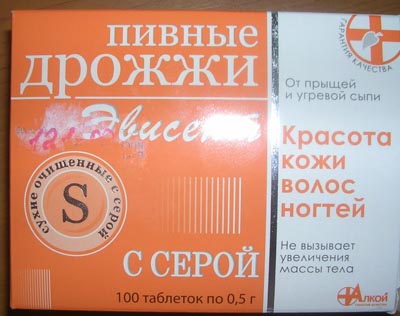 ПИВНЫЕ
ДРОЖЖИ
Эвисент
сухие очищенные с серой
S
С СЕРОЙ
100 таблеток по 0,5 г
ГАРАНТИЯ КАЧЕСТВА
От прыщей
и угревой сыпи
Красота
кожи
волос
ногтей
Не вызывает
увеличения
массы тела
Алкой